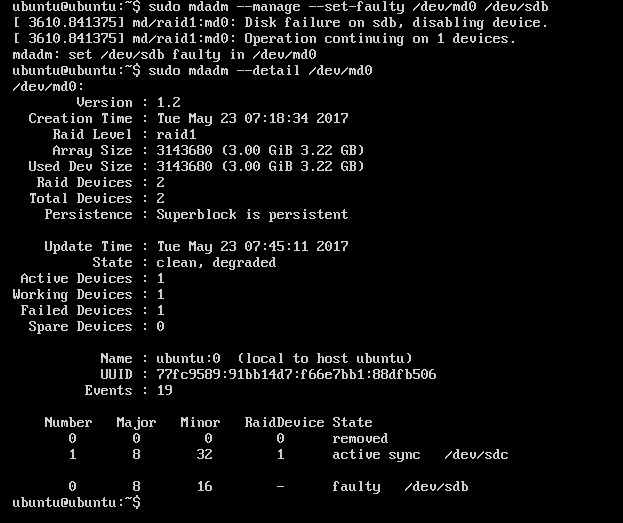 ubuntu@ubuntu:~$ sudo mdadm --manage --set-faulty /dev/md0 /dev/sdb
[ 3610.841375] md/raid1:md0: Disk failure on sdb, disabling device.
[ 3610.841375] md/raid1:md0: Operation continuing on 1 devices.
mdadm: set /dev/sdb faulty in /dev/md0
ubuntu@ubuntu:~$ sudo mdadm --detail /dev/md0
/dev/md0:
        Version : 1.2
  Creation Time : Tue May 23 07:18:34 2017
     Raid Level : raid1
     Array Size : 3143680 (3.00 GiB 3.22 GB)
  Used Dev Size : 3143680 (3.00 GiB 3.22 GB)
   Raid Devices : 2
  Total Devices : 2
    Persistence : Superblock is persistent

    Update Time : Tue May 23 07:45:11 2017
          State : clean, degraded
 Active Devices : 1
Working Devices : 1
 Failed Devices : 1
  Spare Devices : 0

           Name : ubuntu:0  (local to host ubuntu)
           UUID : 77fc9589:91bb14d7:f66e7bb1:88dfb506
         Events : 19

    Number   Major   Minor   RaidDevice State
       0       0        0        0      removed
       1       8       32        1      active sync   /dev/sdc

       0       8       16        -      faulty   /dev/sdb
ubuntu@ubuntu:~$